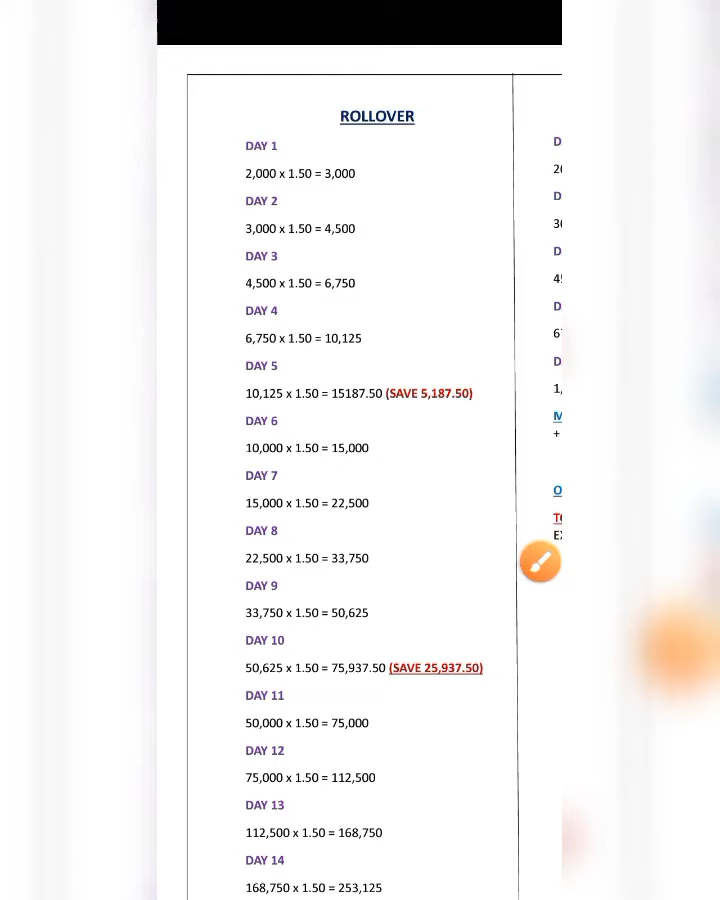 ROLLOVER
DAY 1
2,000 x 1.50 = 3,000
DAY 2
3,000 x 1.50 = 4,500
DAY 3
4,500 x 1.50 = 6,750
DAY 4
6,750 x 1.50 = 10,125
DAY 5
10,125 x 1.50 = 15187.50 (SAVE 5,187.50)
DAY 6
10,000 x 1.50 = 15,000
DAY 7
15,000 x 1.50 = 22,500
DAY 8
22,500 x 1.50 = 33,750
DAY 9
33,750 x 1.50 = 50,625
DAY 10
50,625 x 1.50 = 75,937.50 (SAVE 25,937.50)
DAY 11
50,000 x 1.50 = 75,000
DAY 12
75,000 x 1.50 = 112,500
DAY 13
112,500 x 1.50 = 168,750
DAY 14
168,750 x 1.50 = 253,125